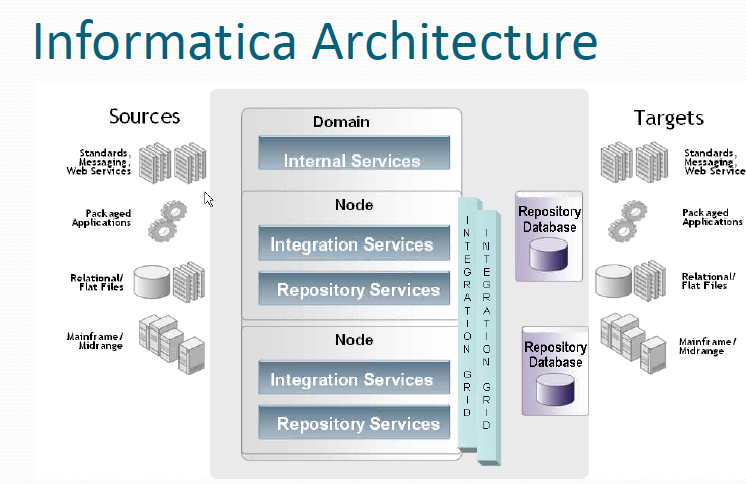 Informatica Architecture
Sources
Standards,
Messaging,
Web Services
Packaged
Applications
Relational/
Flat Files
Mainframe/
Midrange
Domain
Internal Services
Node
Integration Services
Repository Services
Node
Integration Services
Repository Services
INTEGRATION GRID
INTEGRATION GRID
Repository
Database
Repository
Database
Targets
Standards,
Messaging,
Web Service
Packaged
Applications
Relational/
Flat Files
Mainframe/
Midrange